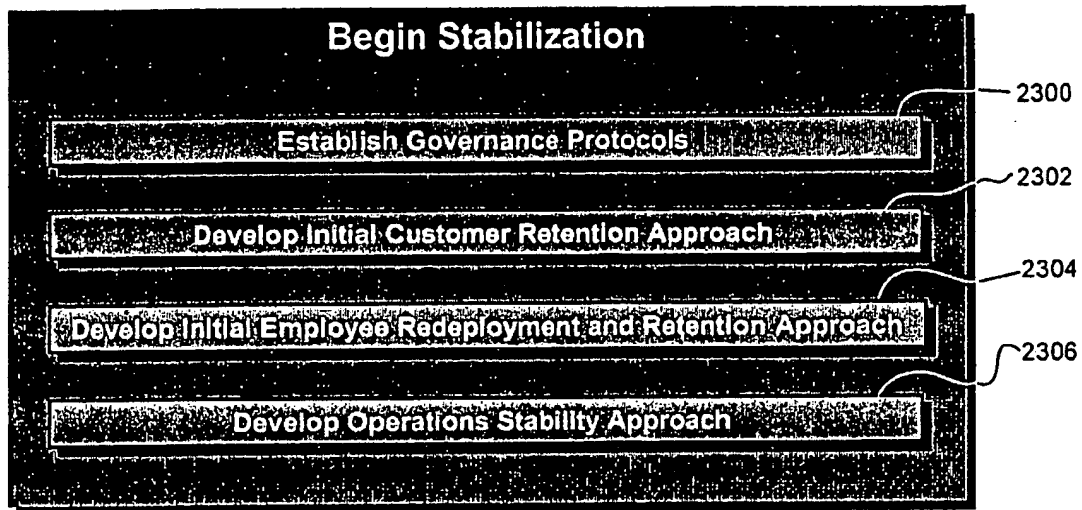 Begin Stabilization
2300
Establish Governance Protocols
2302
Develop Initial Customer Retention Approach
2304
Develop Initial Employee Redeployment and Retention Approach
2306
Develop Operations Stability Approach